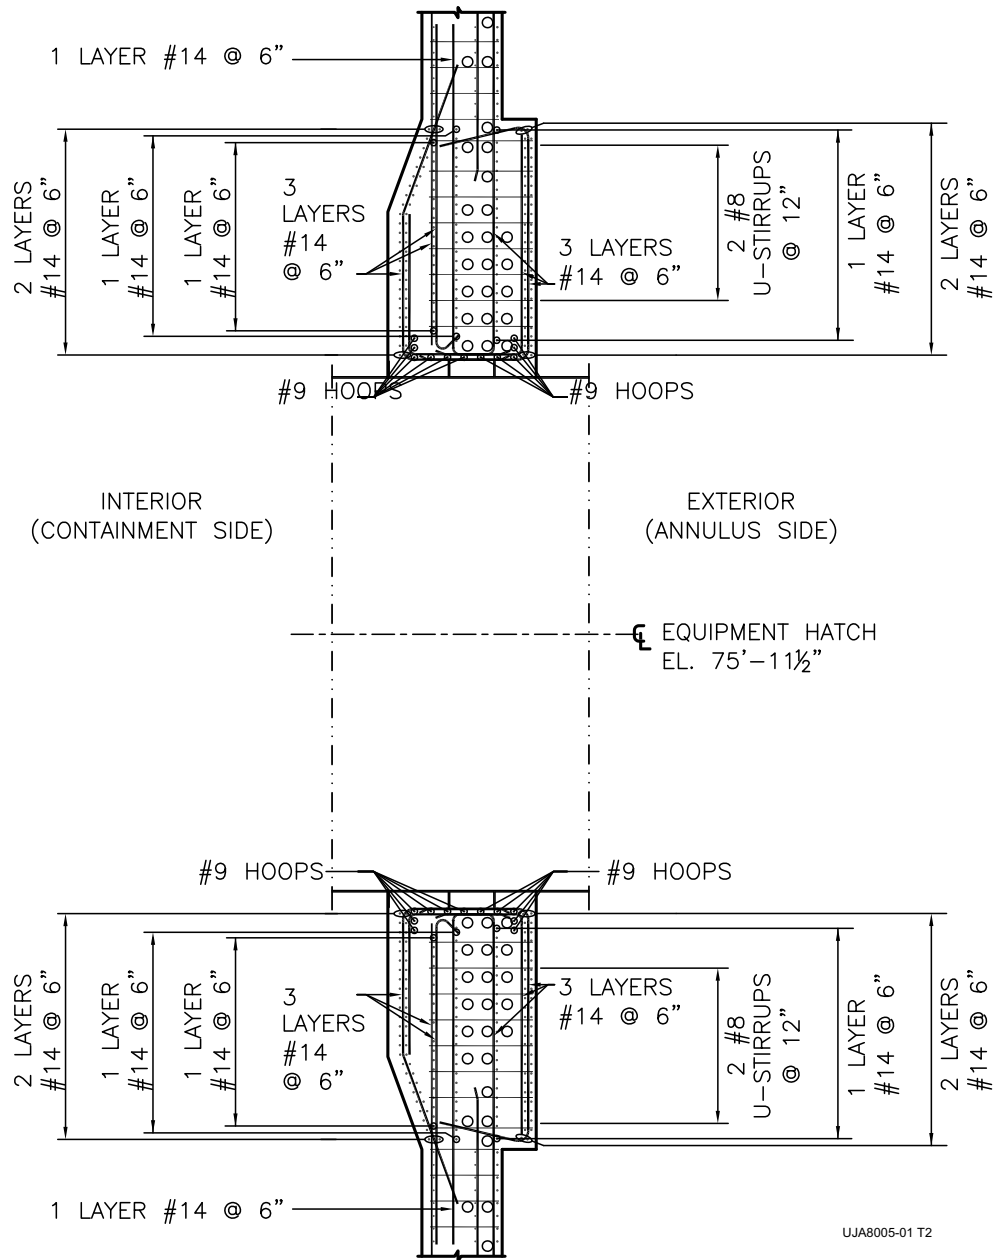 1 LAYER #14 @ 6”
2 LAYERS
#14 @ 6”
1 LAYER
#14 @ 6”
1 LAYER
#14 @ 6”
3
LAYERS
#14
@ 6”
3 LAYERS
#14 @ 6”
2 #8
U-STIRRUPS
@ 12”
1 LAYER
#14 @ 6”
2 LAYERS
#14 @ 6”
#9 HOOPS
#9 HOOPS
INTERIOR
(CONTAINMENT SIDE)
EXTERIOR
(ANNULUS SIDE)
℄ EQUIPMENT HATCH
EL. 75’-11½”
#9 HOOPS
#9 HOOPS
2 LAYERS
#14 @ 6”
1 LAYER
#14 @ 6”
1 LAYER
#14 @ 6”
3
LAYERS
#14
@ 6”
3 LAYERS
#14 @ 6”
2 #8
U-STIRRUPS
@ 12”
1 LAYER
#14 @ 6”
2 LAYERS
#14 @ 6”
1 LAYER #14 @ 6”
UJA8005-01 T2